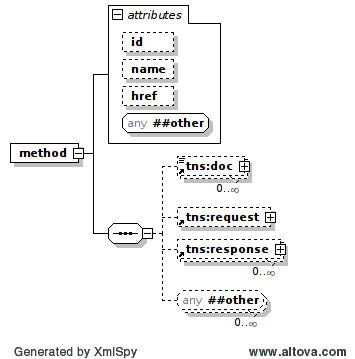 attributes
id
name
href
any ##other
method
tns:doc
0..∞
tns:request
tns:response
0..∞
any ##other
0..∞
Generated by XmlSpy www.altova.com